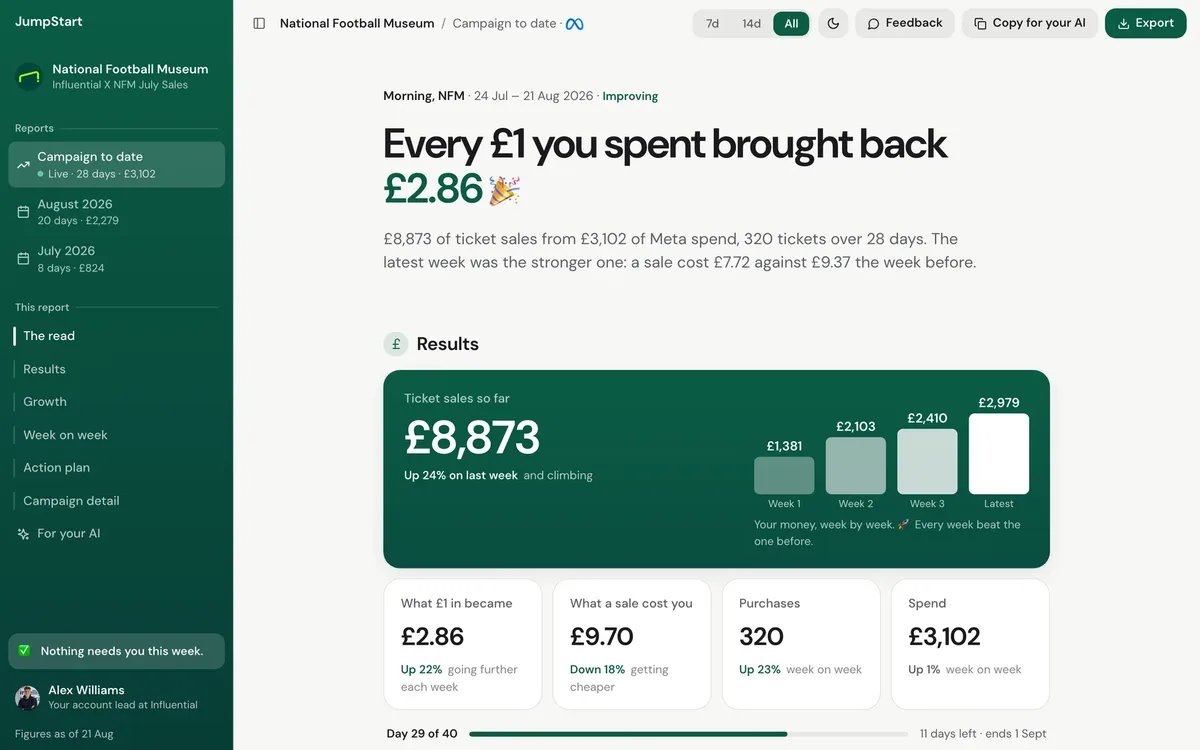 JumpStart
National Football Museum
Influential X NFM July Sales
Reports
Campaign to date
Live · 28 days · £3,102
August 2026
20 days · £2,279
July 2026
8 days · £824
This report
The read
Results
Growth
Week on week
Action plan
Campaign detail
For your AI
Nothing needs you this week.
Alex Williams
Your account lead at Influential
Figures as of 21 Aug
National Football Museum / Campaign to date ·
7d 14d All
Feedback
Copy for your AI
Export
Morning, NFM · 24 Jul – 21 Aug 2026 · Improving
Every £1 you spent brought back
£2.86
£8,873 of ticket sales from £3,102 of Meta spend, 320 tickets over 28 days. The
latest week was the stronger one: a sale cost £7.72 against £9.37 the week before.
£ Results
Ticket sales so far
£8,873
Up 24% on last week and climbing
£1,381
£2,103
£2,410
£2,979
Week 1 Week 2 Week 3 Latest
Your money, week by week. Every week beat the
one before.
What £1 in became
£2.86
Up 22% going further
each week
What a sale cost you
£9.70
Down 18% getting
cheaper
Purchases
320
Up 23% week on week
Spend
£3,102
Up 1% week on week
Day 29 of 40
11 days left · ends 1 Sept